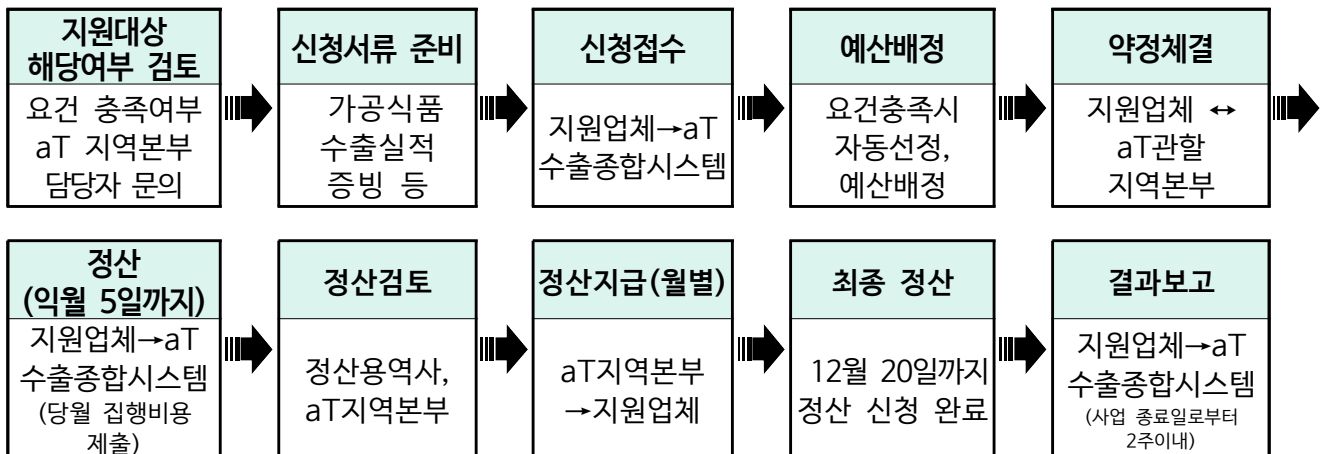 지원대상
해당여부 검토
요건 충족여부
aT 지역본부
담당자 문의
신청서류 준비
가공식품
수출실적
증빙 등
신청접수
지원업체→aT
수출종합시스템
예산배정
요건충족시
자동선정,
예산배정
약정체결
지원업체 ↔
aT관할
지역본부
정산
(익월 5일까지)
지원업체→aT
수출종합시스템
(당월 집행비용
제출)
정산검토
정산용역사,
aT지역본부
정산지급(월별)
aT지역본부
→지원업체
최종 정산
12월 20일까지
정산 신청 완료
결과보고
지원업체→aT
수출종합시스템
(사업 종료일로부터
2주이내)